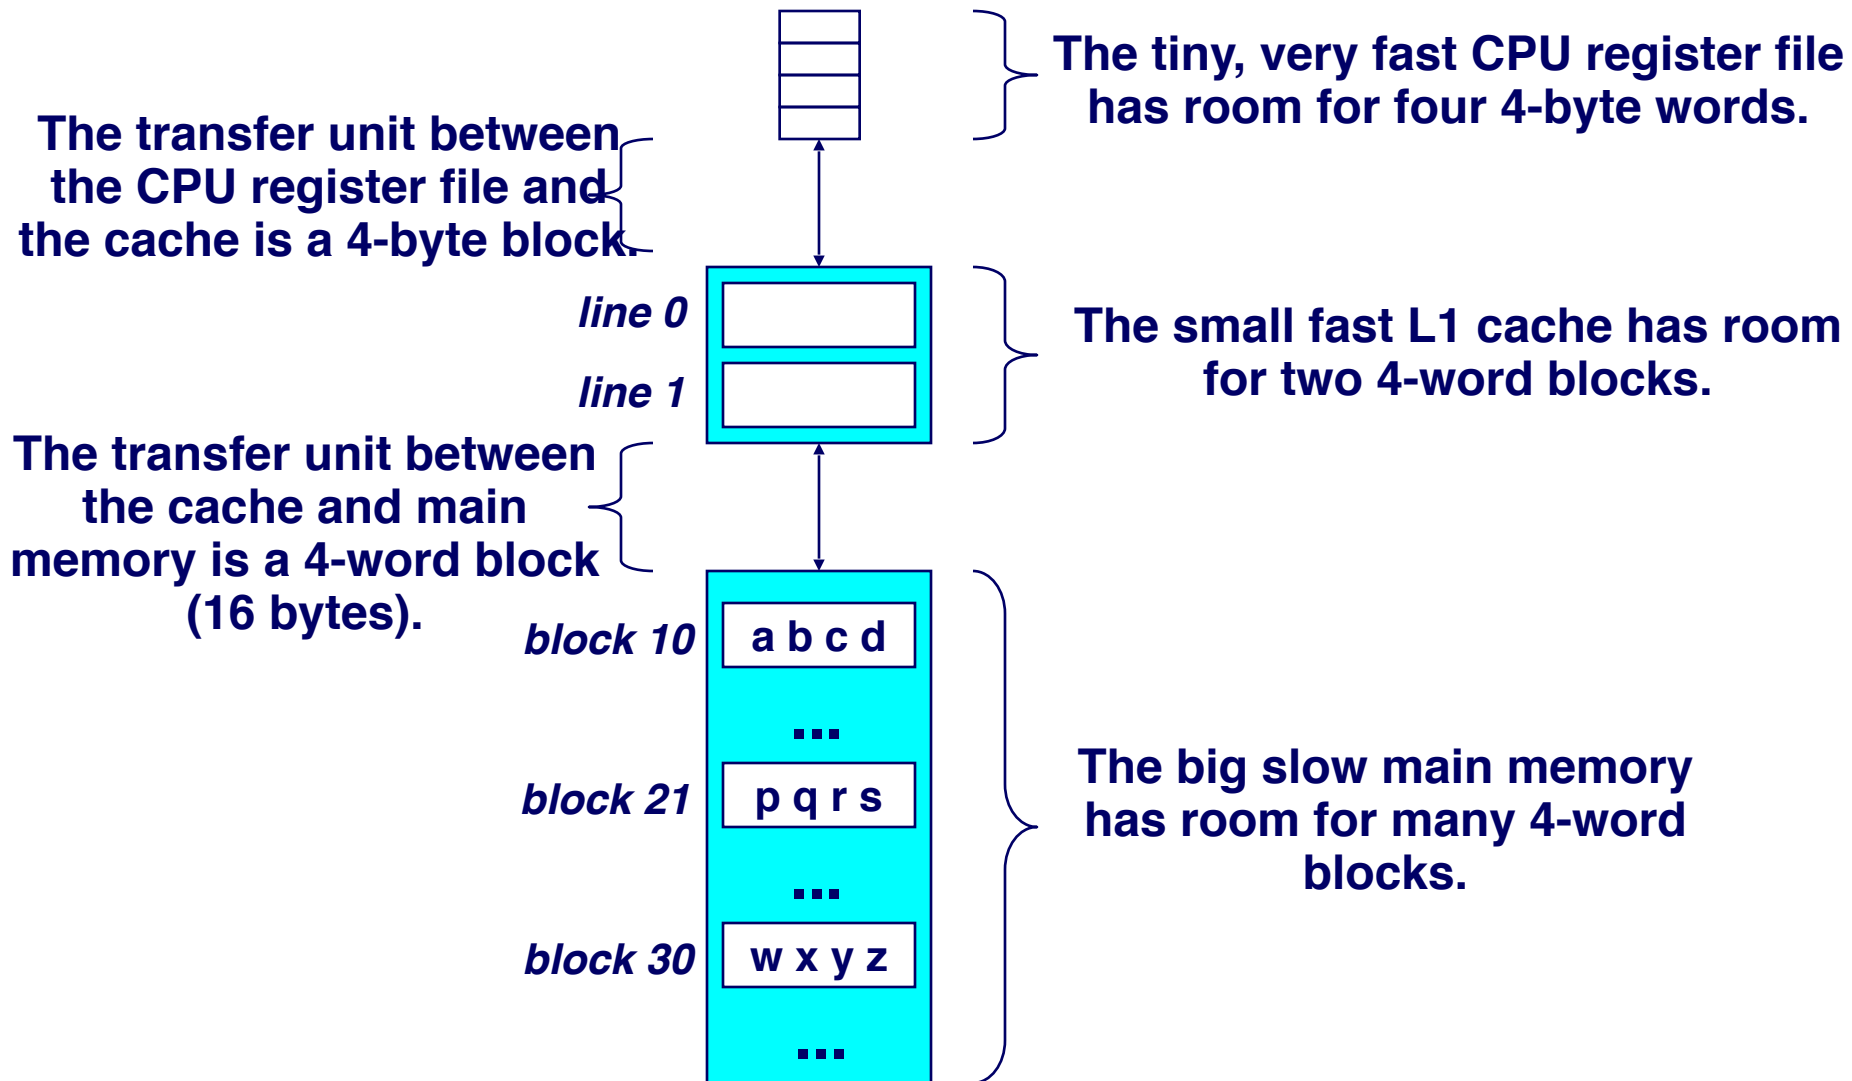 The tiny, very fast CPU register file
has room for four 4-byte words.
The transfer unit between
the CPU register file and
the cache is a 4-byte block.
line 0
line 1
The small fast L1 cache has room
for two 4-word blocks.
The transfer unit between
the cache and main
memory is a 4-word block
(16 bytes).
block 10
a b c d
...
block 21
p q r s
...
block 30
w x y z
...
The big slow main memory
has room for many 4-word
blocks.